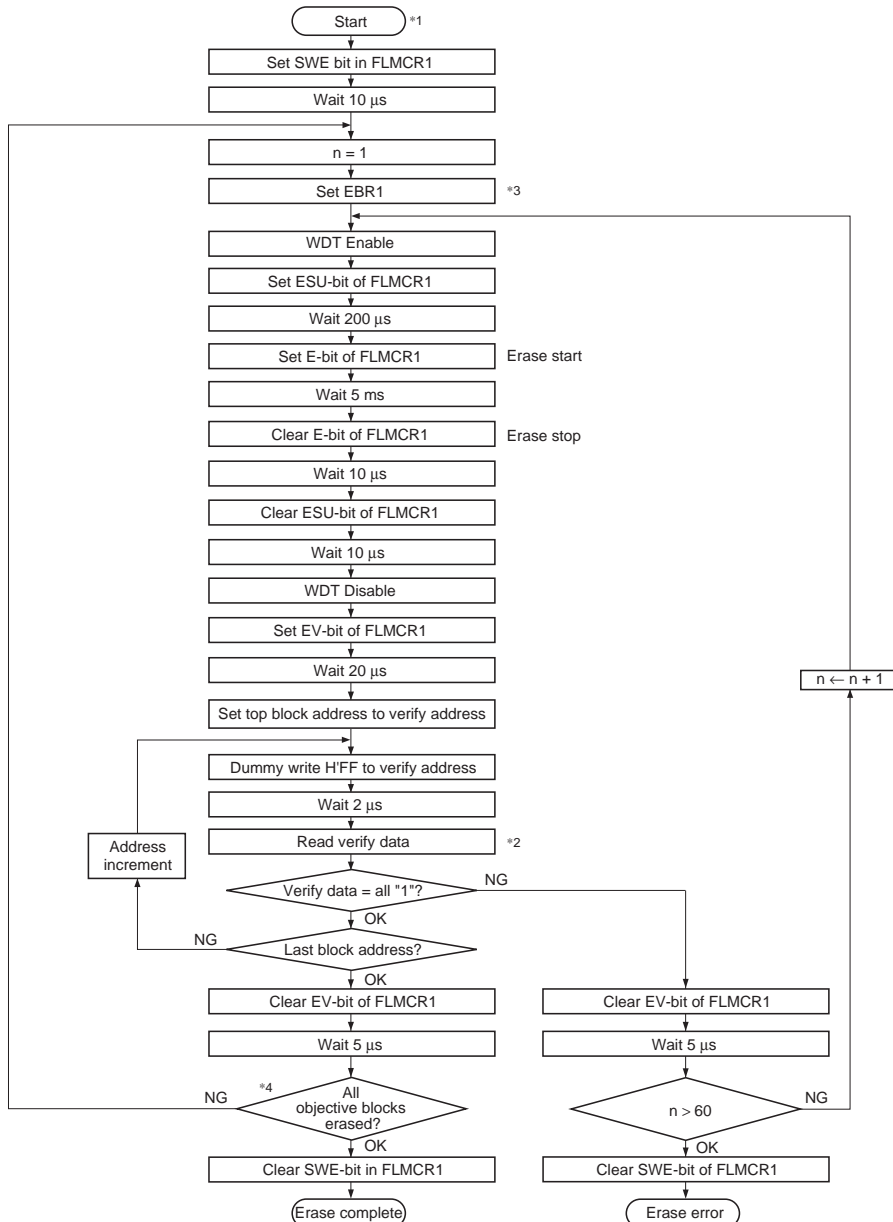 Start
*1
Set SWE bit in FLMCR1
Wait 10 μs
n = 1
Set EBR1
*3
WDT Enable
Set ESU-bit of FLMCR1
Wait 200 μs
Set E-bit of FLMCR1
Erase start
Wait 5 ms
Clear E-bit of FLMCR1
Erase stop
Wait 10 μs
Clear ESU-bit of FLMCR1
Wait 10 μs
WDT Disable
Set EV-bit of FLMCR1
Wait 20 μs
n ← n + 1
Set top block address to verify address
Dummy write H'FF to verify address
Wait 2 μs
Address
increment
Read verify data
*2
Verify data = all "1"?
NG
OK
NG
Last block address?
OK
Clear EV-bit of FLMCR1
Clear EV-bit of FLMCR1
Wait 5 μs
Wait 5 μs
NG
*4
All
objective blocks
erased?
n > 60
NG
OK
OK
Clear SWE-bit in FLMCR1
Clear SWE-bit of FLMCR1
Erase complete
Erase error